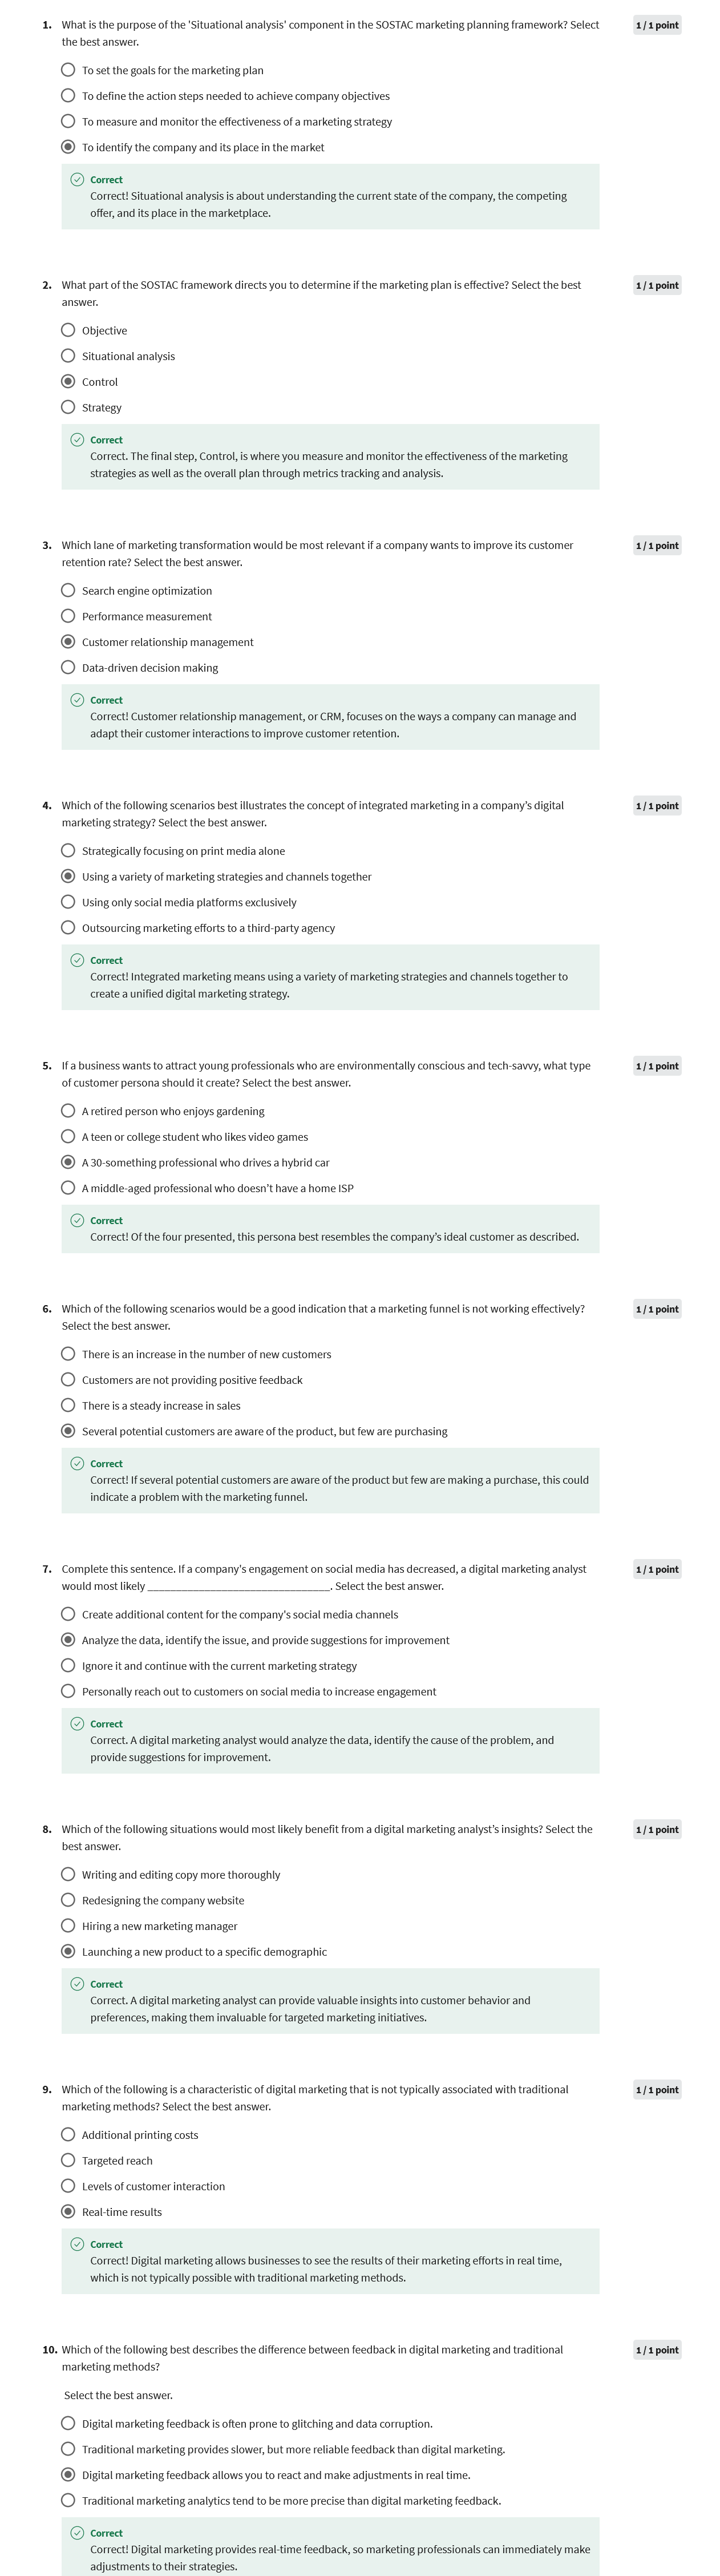 1. What is the purpose of the 'Situational analysis' component in the SOSTAC marketing planning framework? Select 1 / 1 point
the best answer.
To set the goals for the marketing plan
To define the action steps needed to achieve company objectives
To measure and monitor the effectiveness of a marketing strategy
To identify the company and its place in the market
Correct
Correct! Situational analysis is about understanding the current state of the company, the competing
offer, and its place in the marketplace.
2. What part of the SOSTAC framework directs you to determine if the marketing plan is effective? Select the best 1 / 1 point
answer.
Objective
Situational analysis
Control
Strategy
Correct
Correct. The final step, Control, is where you measure and monitor the effectiveness of the marketing
strategies as well as the overall plan through metrics tracking and analysis.
3. Which lane of marketing transformation would be most relevant if a company wants to improve its customer 1 / 1 point
retention rate? Select the best answer.
Search engine optimization
Performance measurement
Customer relationship management
Data-driven decision making
Correct
Correct! Customer relationship management, or CRM, focuses on the ways a company can manage and
adapt their customer interactions to improve customer retention.
4. Which of the following scenarios best illustrates the concept of integrated marketing in a company’s digital 1 / 1 point
marketing strategy? Select the best answer.
Strategically focusing on print media alone
Using a variety of marketing strategies and channels together
Using only social media platforms exclusively
Outsourcing marketing efforts to a third-party agency
Correct
Correct! Integrated marketing means using a variety of marketing strategies and channels together to
create a unified digital marketing strategy.
5. If a business wants to attract young professionals who are environmentally conscious and tech-savvy, what type 1 / 1 point
of customer persona should it create? Select the best answer.
A retired person who enjoys gardening
A teen or college student who likes video games
A 30-something professional who drives a hybrid car
A middle-aged professional who doesn’t have a home ISP
Correct
Correct! Of the four presented, this persona best resembles the company’s ideal customer as described.
6. Which of the following scenarios would be a good indication that a marketing funnel is not working effectively? 1 / 1 point
Select the best answer.
There is an increase in the number of new customers
Customers are not providing positive feedback
There is a steady increase in sales
Several potential customers are aware of the product, but few are purchasing
Correct
Correct! If several potential customers are aware of the product but few are making a purchase, this could
indicate a problem with the marketing funnel.
7. Complete this sentence. If a company’s engagement on social media has decreased, a digital marketing analyst 1 / 1 point
would most likely ________________________________. Select the best answer.
Create additional content for the company’s social media channels
Analyze the data, identify the issue, and provide suggestions for improvement
Ignore it and continue with the current marketing strategy
Personally reach out to customers on social media to increase engagement
Correct
Correct. A digital marketing analyst would analyze the data, identify the cause of the problem, and
provide suggestions for improvement.
8. Which of the following situations would most likely benefit from a digital marketing analyst’s insights? Select the 1 / 1 point
best answer.
Writing and editing copy more thoroughly
Redesigning the company website
Hiring a new marketing manager
Launching a new product to a specific demographic
Correct
Correct. A digital marketing analyst can provide valuable insights into customer behavior and
preferences, making them invaluable for targeted marketing initiatives.
9. Which of the following is a characteristic of digital marketing that is not typically associated with traditional 1 / 1 point
marketing methods? Select the best answer.
Additional printing costs
Targeted reach
Levels of customer interaction
Real-time results
Correct
Correct! Digital marketing allows businesses to see the results of their marketing efforts in real time,
which is not typically possible with traditional marketing methods.
10. Which of the following best describes the difference between feedback in digital marketing and traditional 1 / 1 point
marketing methods?
Select the best answer.
Digital marketing feedback is often prone to glitching and data corruption.
Traditional marketing provides slower, but more reliable feedback than digital marketing.
Digital marketing feedback allows you to react and make adjustments in real time.
Traditional marketing analytics tend to be more precise than digital marketing feedback.
Correct
Correct! Digital marketing provides real-time feedback, so marketing professionals can immediately make
adjustments to their strategies.